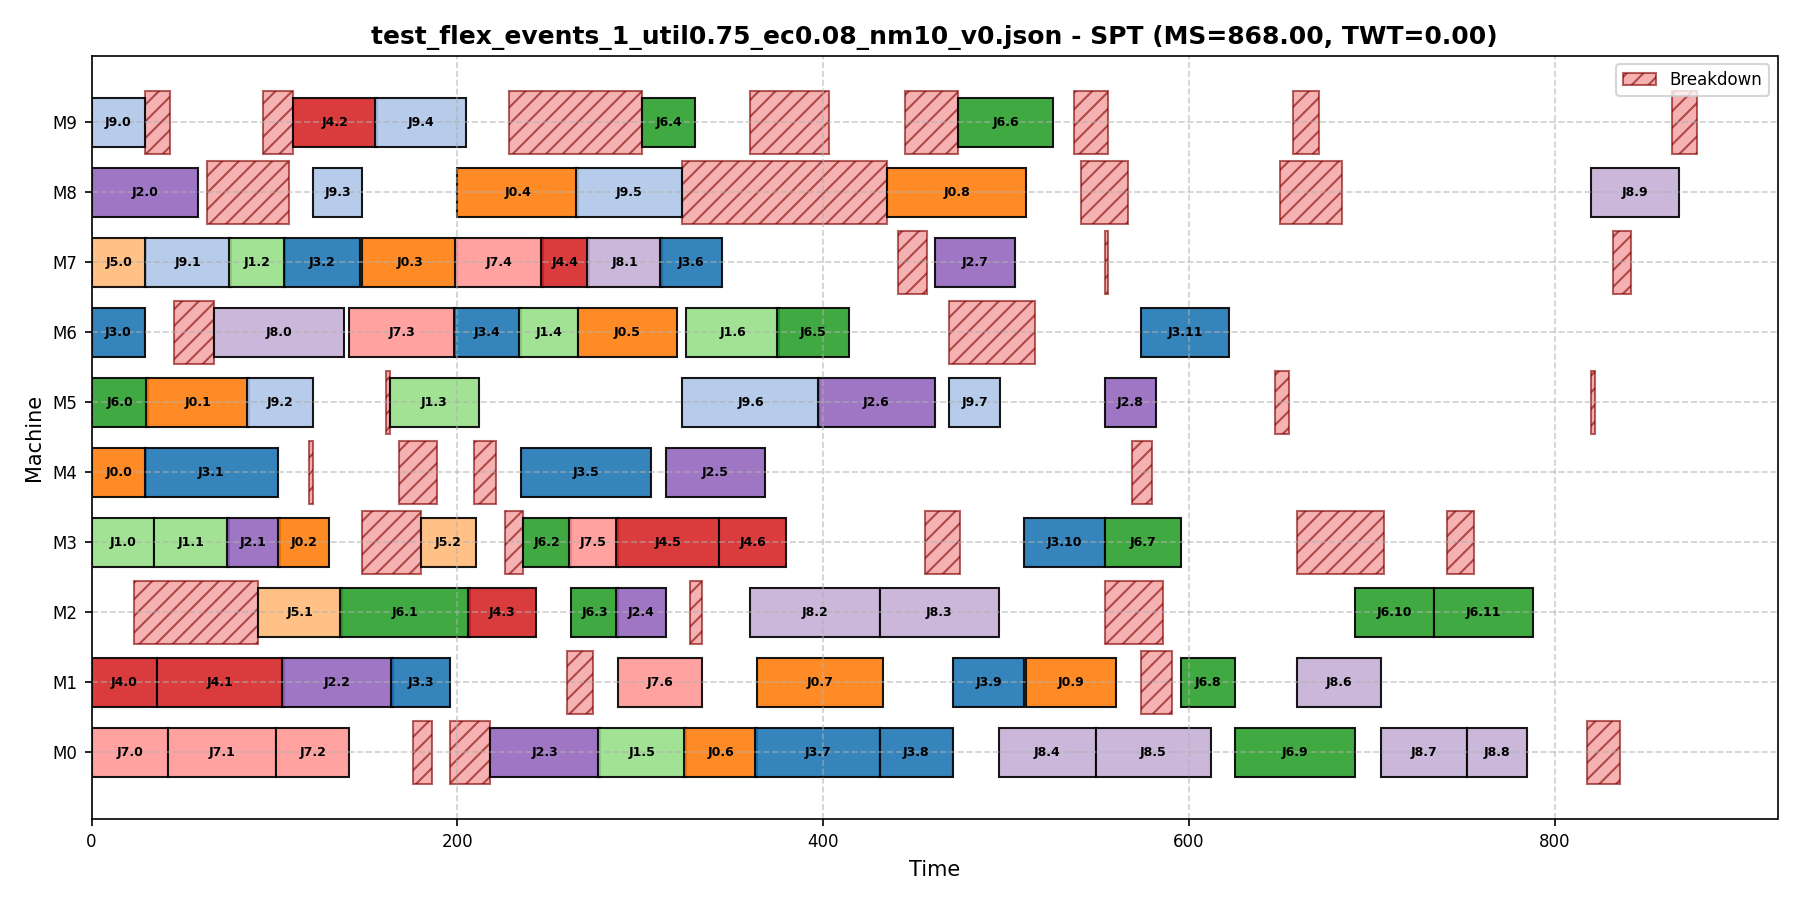 test_flex_events_1_util0.75_ec0.08_nm10_v0.json - SPT (MS=868.00, TWT=0.00)
Breakdown
M9 J9.0 J4.2 J9.4 J6.4 J6.6
M8 J2.0 J9.3 J0.4 J9.5 J0.8 J8.9
M7 J5.0 J9.1 J1.2 J3.2 J0.3 J7.4 J4.4 J8.1 J3.6 J2.7
M6 J3.0 J8.0 J7.3 J3.4 J1.4 J0.5 J1.6 J6.5 J3.11
M5 J6.0 J0.1 J9.2 J1.3 J9.6 J2.6 J9.7 J2.8
M4 J0.0 J3.1 J3.5 J2.5
M3 J1.0 J1.1 J2.1 J0.2 J5.2 J6.2 J7.5 J4.5 J4.6 J3.10 J6.7
M2 J5.1 J6.1 J4.3 J6.3 J2.4 J8.2 J8.3 J6.10 J6.11
M1 J4.0 J4.1 J2.2 J3.3 J7.6 J0.7 J3.9 J0.9 J6.8 J8.6
M0 J7.0 J7.1 J7.2 J2.3 J1.5 J0.6 J3.7 J3.8 J8.4 J8.5 J6.9 J8.7 J8.8
Machine
0 200 400 600 800
Time